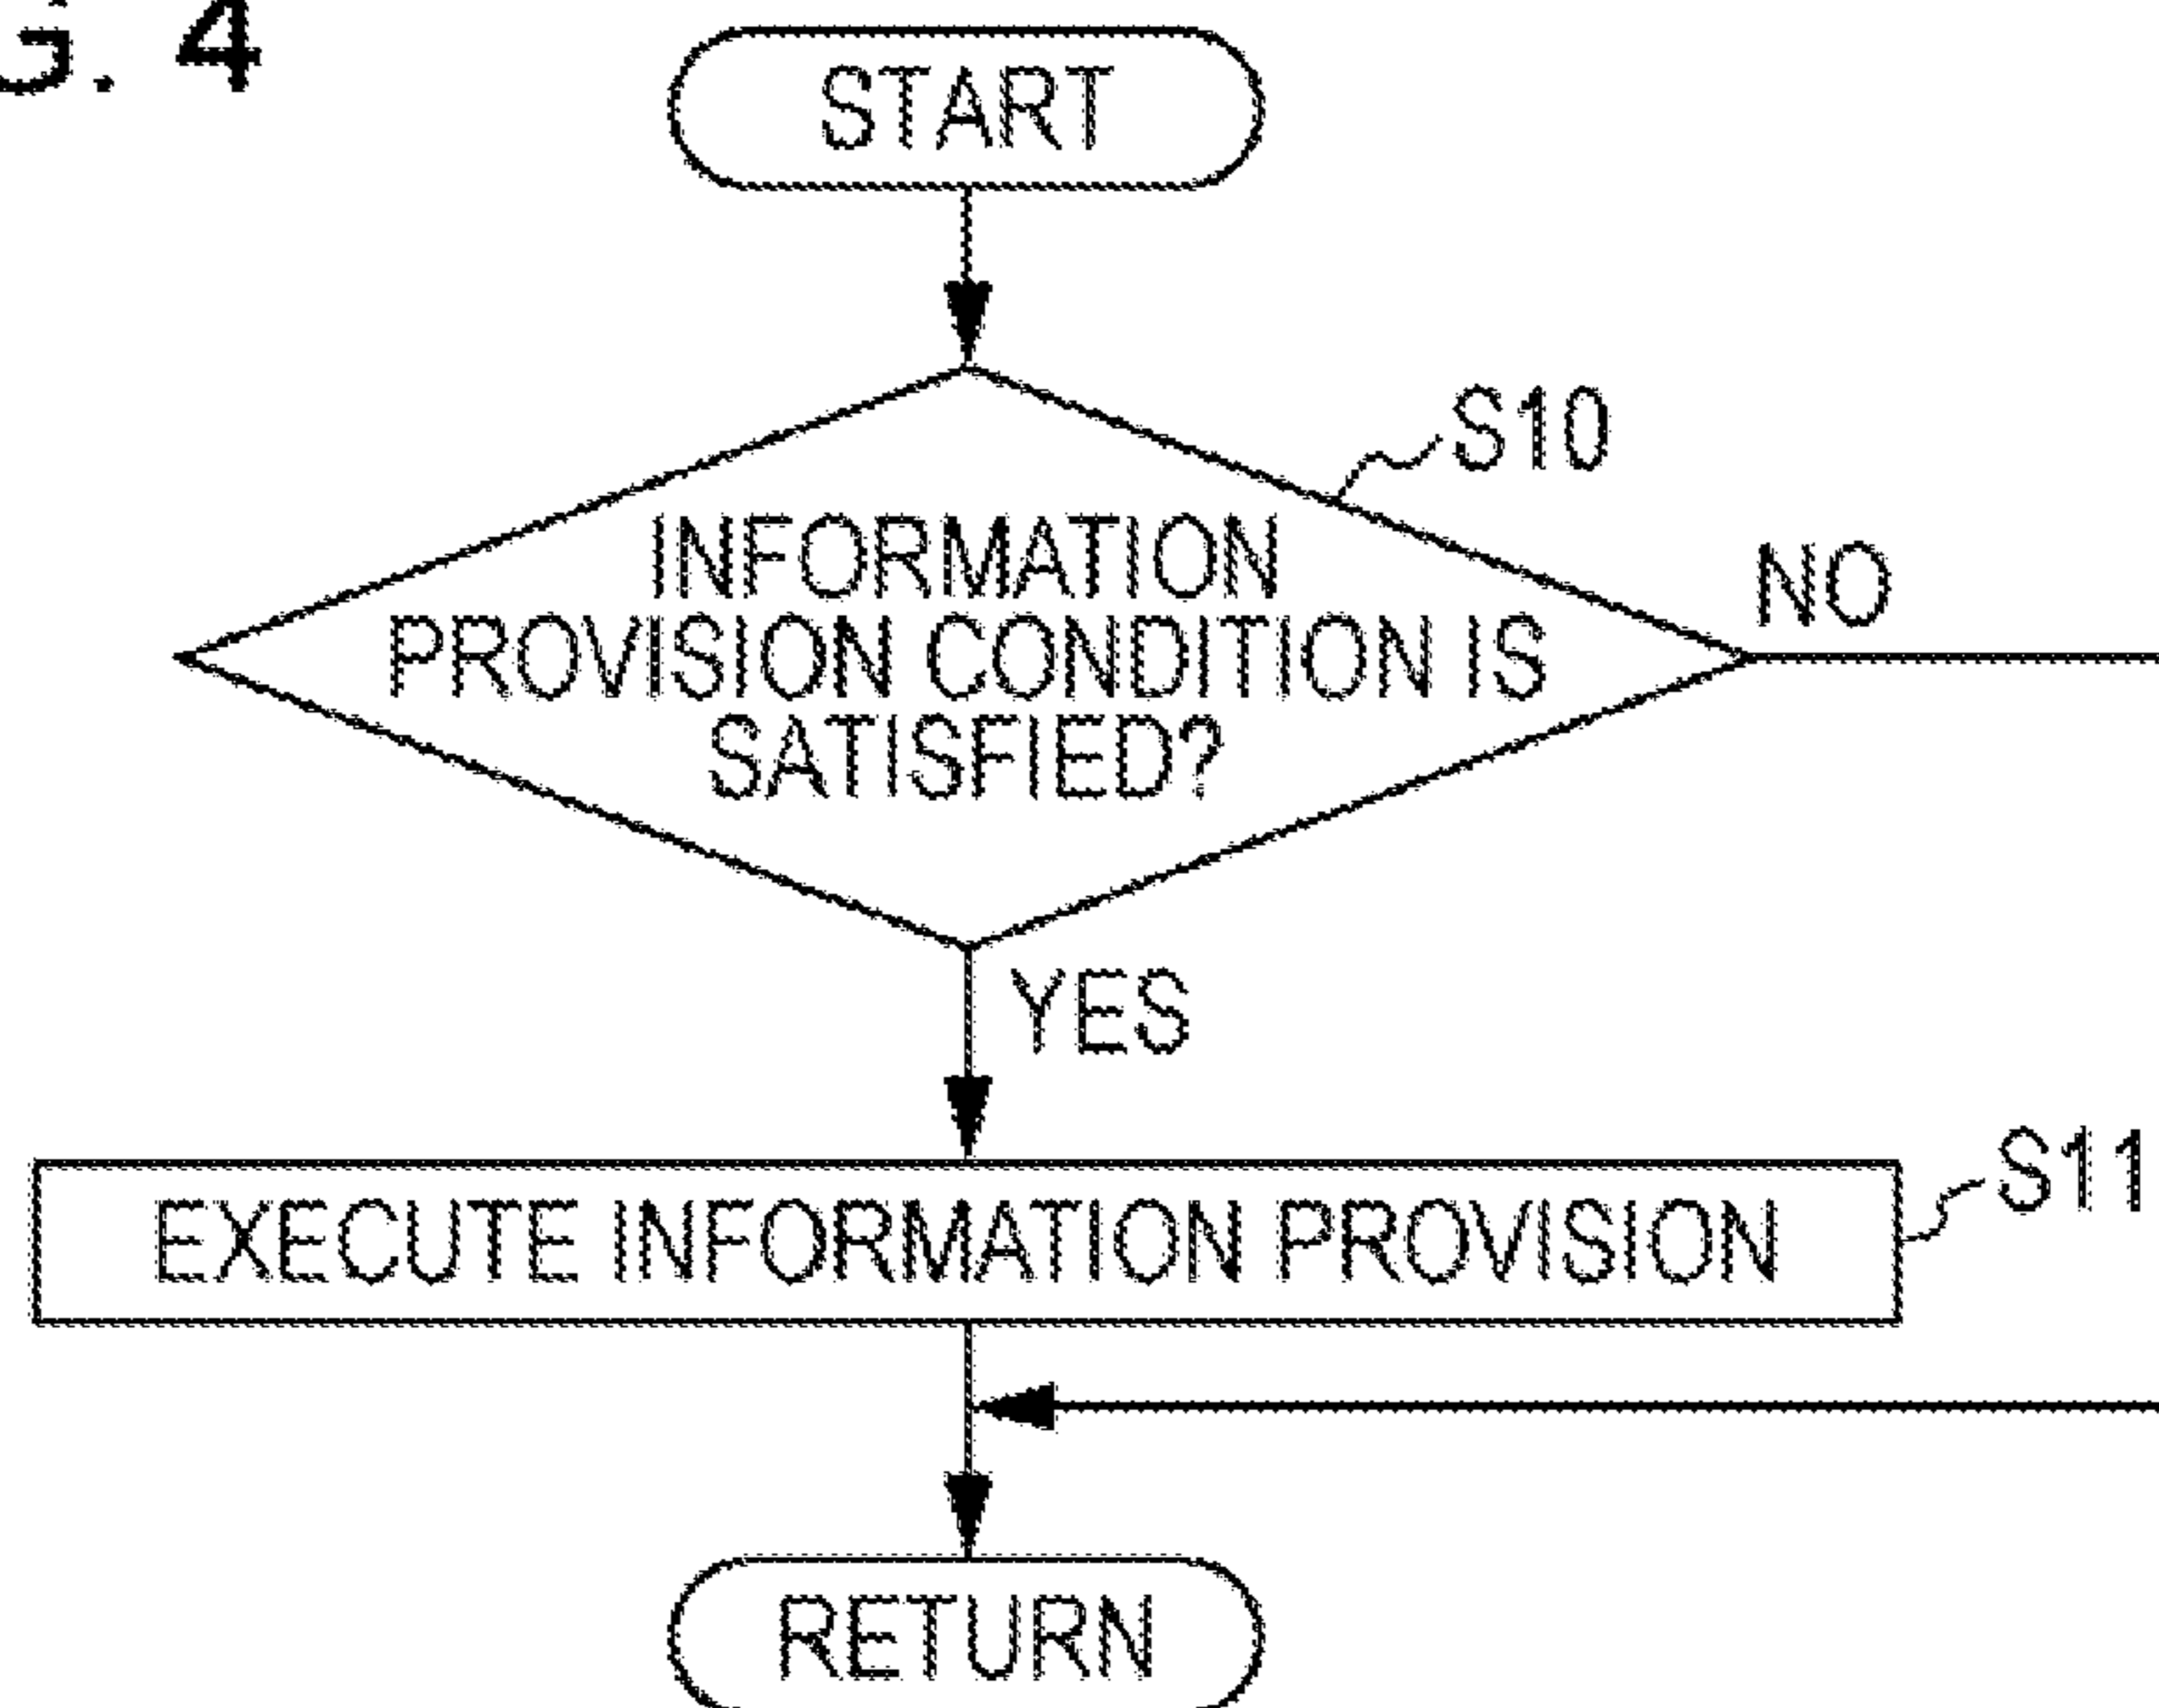 G. 4
START
S10
INFORMATION
PROVISION CONDITION IS
SATISFIED?
NO
YES
S11
EXECUTE INFORMATION PROVISION
RETURN